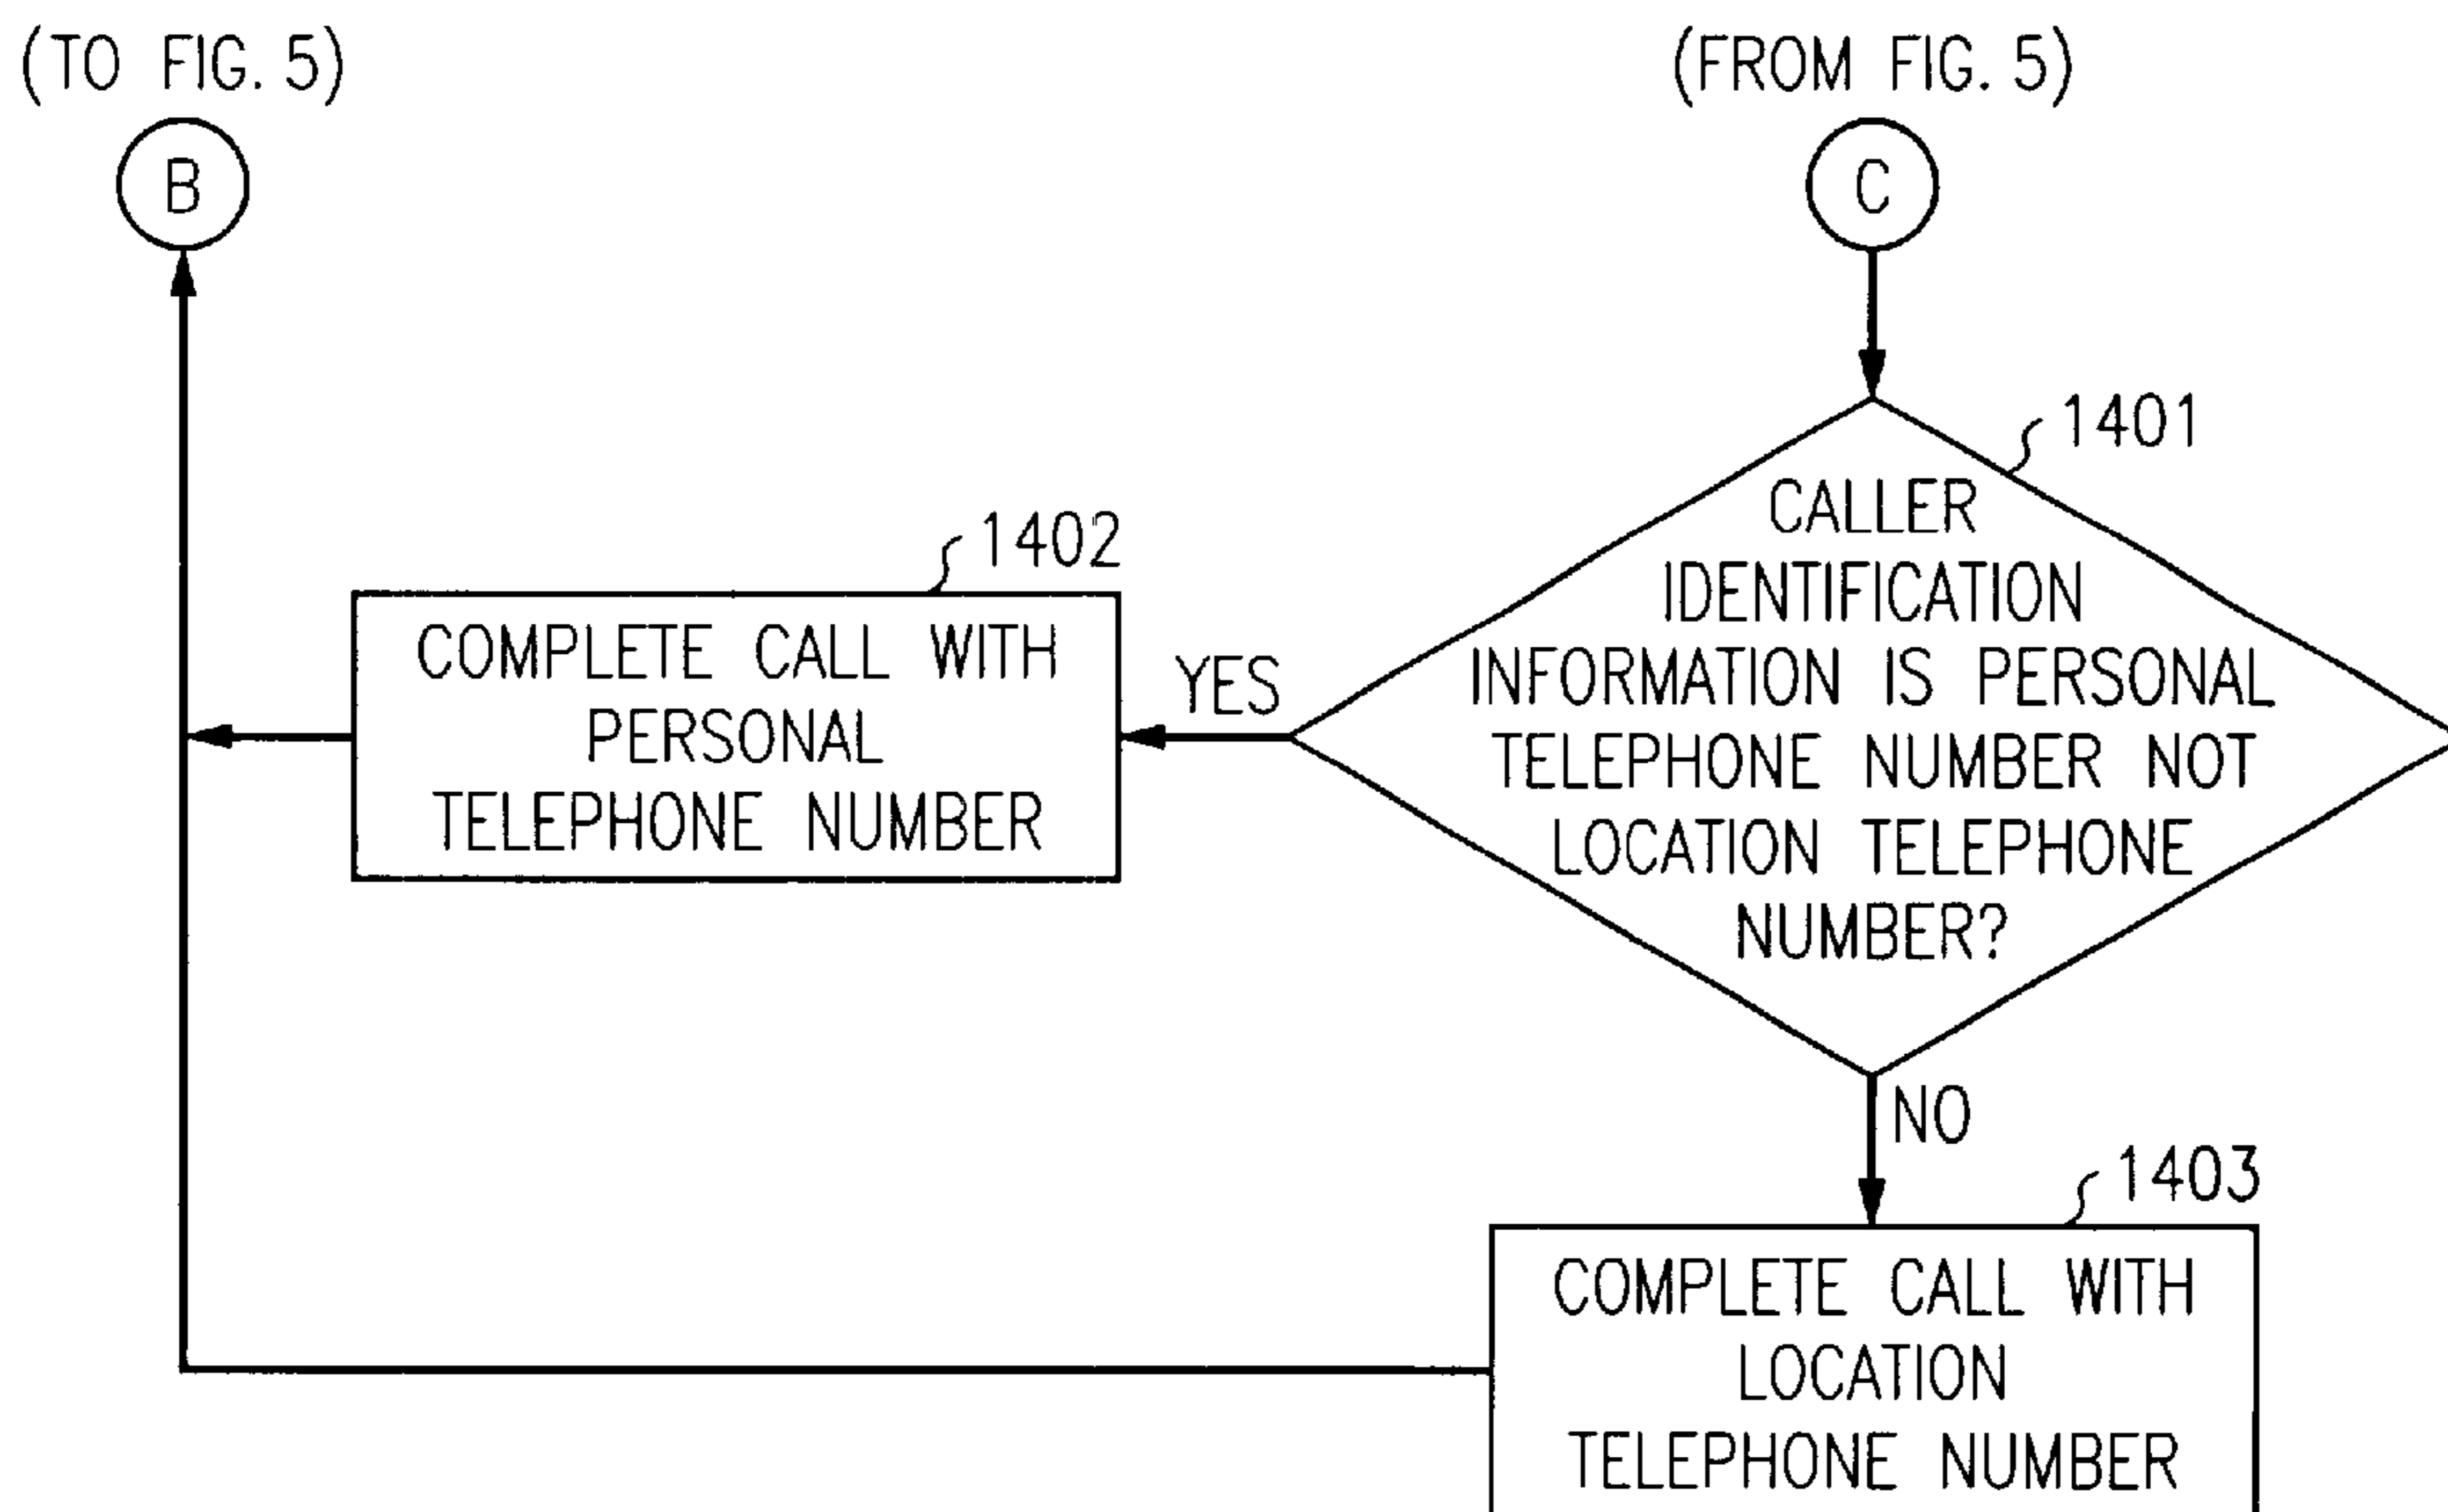 (TO FIG. 5)
B
(FROM FIG. 5)
C
1401
CALLER
IDENTIFICATION
INFORMATION IS PERSONAL
TELEPHONE NUMBER NOT
LOCATION TELEPHONE
NUMBER?
YES
1402
COMPLETE CALL WITH
PERSONAL
TELEPHONE NUMBER
NO
1403
COMPLETE CALL WITH
LOCATION
TELEPHONE NUMBER